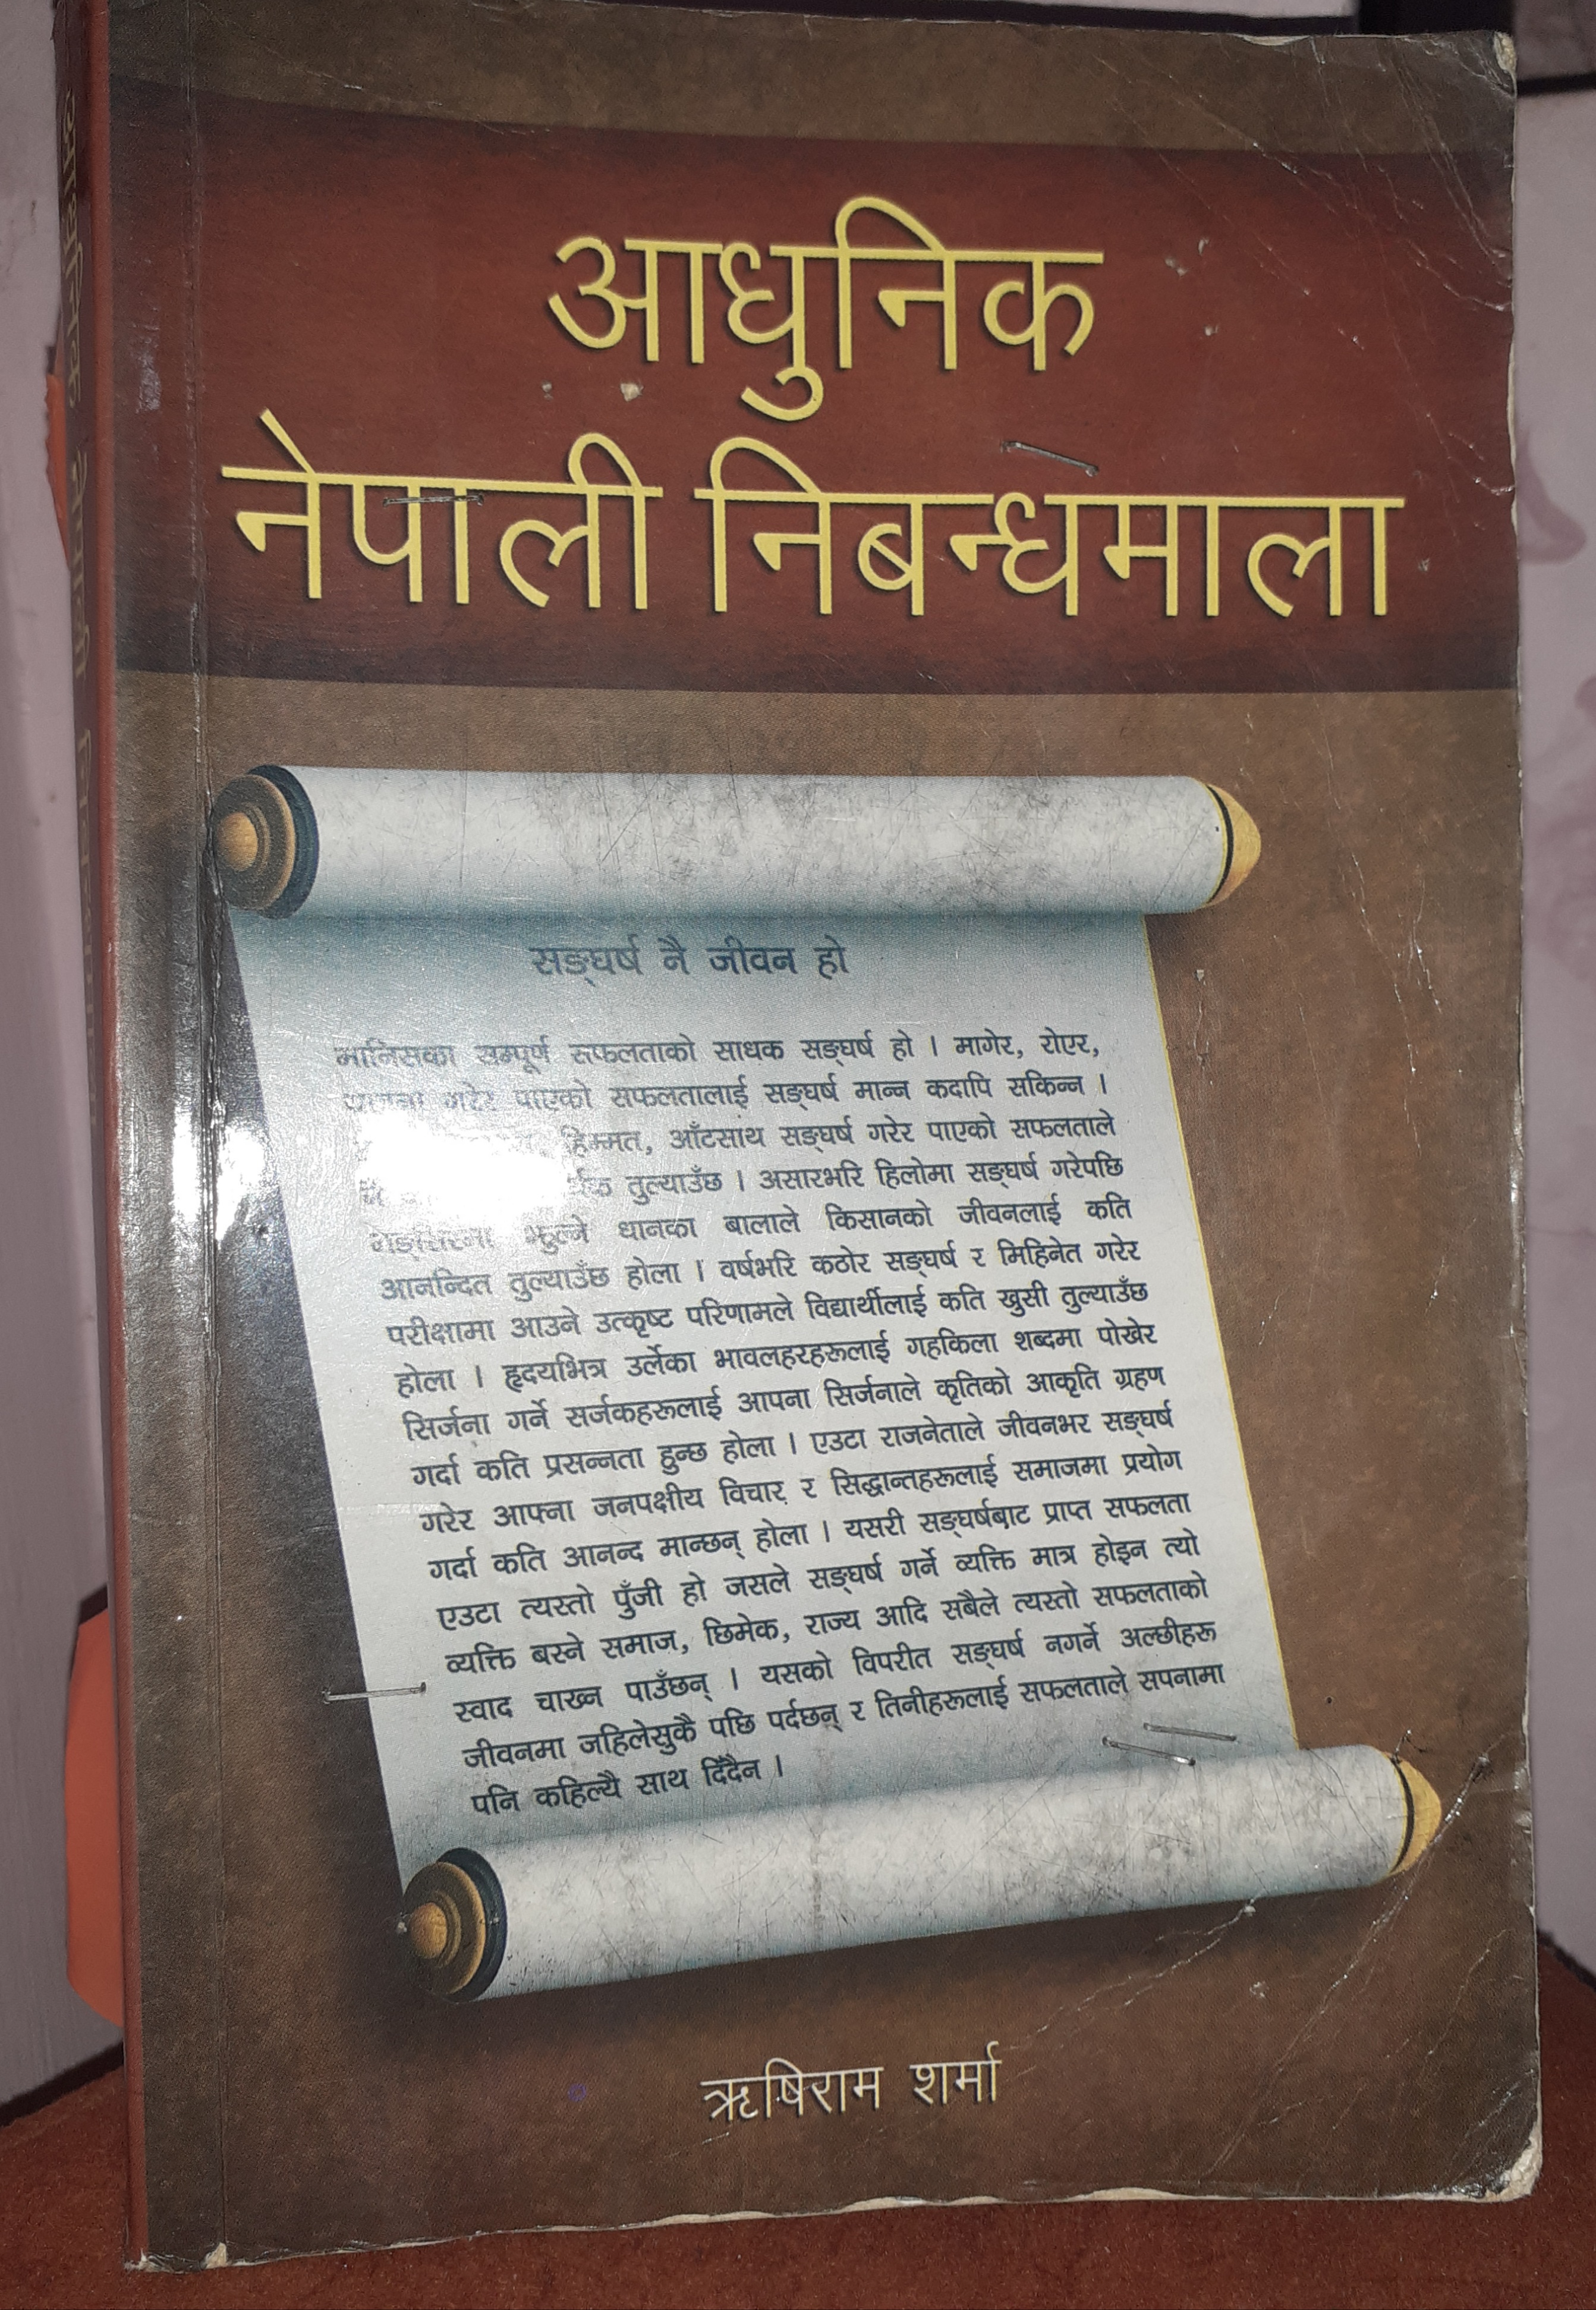 आधुनिक
नेपाली निबन्धमाला
सङ्घर्ष नै जीवन हो
मानिसका सम्पूर्ण सफलताको साधक सङ्घर्ष हो । मागेर, रोएर,
गरेर पाएको सफलतालाई सङ्घर्ष मान्न कदापि सकिन्न ।
हिम्मत, आँटसाथ सङ्घर्ष गरेर पाएको सफलताले
तुल्याउँछ । असारभरि हिलोमा सङ्घर्ष गरेपछि
मङ्सिरमा झुल्ने धानका बालाले किसानको जीवनलाई कति
आनन्दित तुल्याउँछ होला । वर्षभरि कठोर सङ्घर्ष र मिहिनेत गरेर
परीक्षामा आउने उत्कृष्ट परिणामले विद्यार्थीलाई कति खुसी तुल्याउँछ
होला । हृदयभित्र उर्लेका भावलहरहरूलाई गहकिला शब्दमा पोखेर
सिर्जना गर्ने सर्जकहरूलाई आपना सिर्जनाले कृतिको आकृति ग्रहण
गर्दा कति प्रसन्नता हुन्छ होला । एउटा राजनेताले जीवनभर सङ्घर्ष
गरेर आफ्ना जनपक्षीय विचार र सिद्धान्तहरूलाई समाजमा प्रयोग
गर्दा कति आनन्द मान्छन् होला । यसरी सङ्घर्षबाट प्राप्त सफलता
एउटा त्यस्तो पुँजी हो जसले सङ्घर्ष गर्ने व्यक्ति मात्र होइन त्यो
व्यक्ति बस्ने समाज, छिमेक, राज्य आदि सबैले त्यस्तो सफलताको
स्वाद चाख्न पाउँछन् । यसको विपरीत सङ्घर्ष नगर्ने अल्छीहरू
जीवनमा जहिलेसुकै पछि पर्दछन् र तिनीहरूलाई सफलताले सपनामा
पनि कहिल्यै साथ दिँदैन ।
ऋषिराम शर्मा